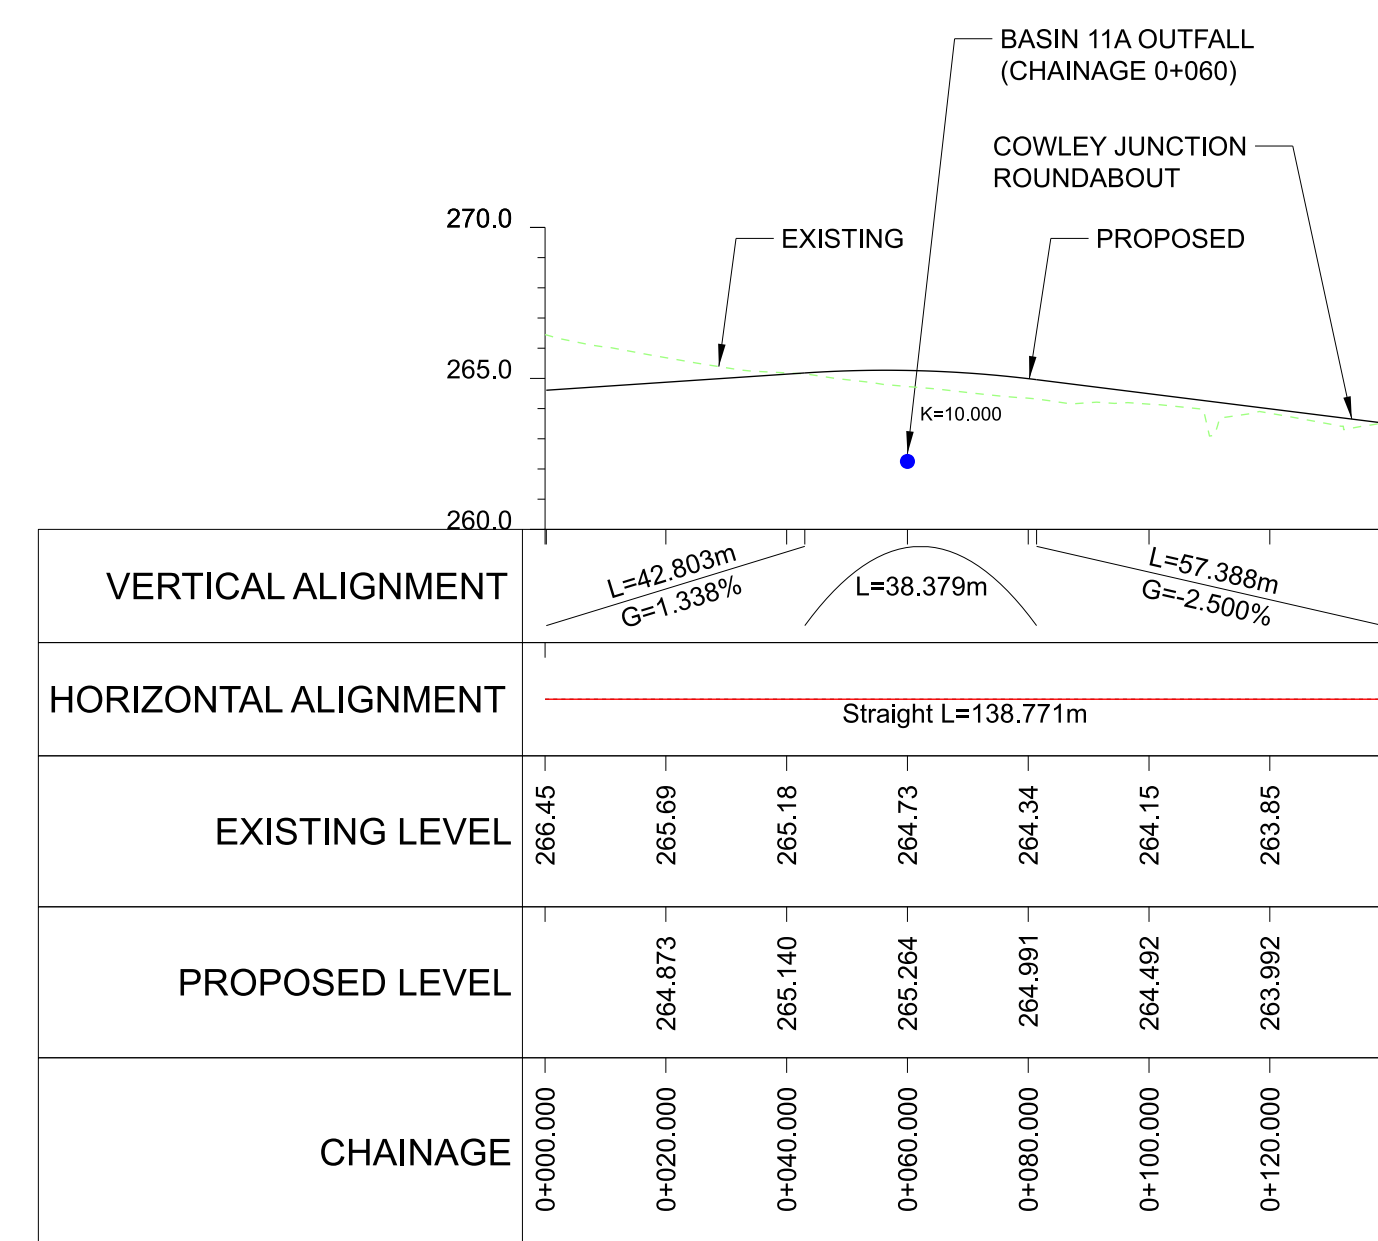 BASIN 11A OUTFALL
(CHAINAGE 0+060)
COWLEY JUNCTION
ROUNDABOUT
270.0
EXISTING
PROPOSED
265.0
K=10.000
260.0
VERTICAL ALIGNMENT
L=42.803m
G=1.338%
L=38.379m
L=57.388m
G=-2.500%
HORIZONTAL ALIGNMENT
Straight L=138.771m
EXISTING LEVEL
266.45
265.69
265.18
264.73
264.34
264.15
263.85
PROPOSED LEVEL
264.873
265.140
265.264
264.991
264.492
263.992
CHAINAGE
0+000.000
0+020.000
0+040.000
0+060.000
0+080.000
0+100.000
0+120.000